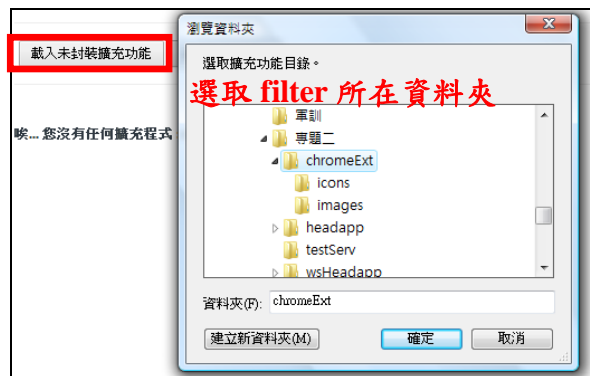 瀏覽資料夾
載入未封裝擴充功能
選取擴充功能目錄。
選取 filter 所在資料夾
軍訓
專題二
唉... 您沒有任何擴充程式
chromeExt
icons
images
headapp
testServ
wsHeadapp
資料夾(F): chromeExt
建立新資料夾(M) 確定 取消